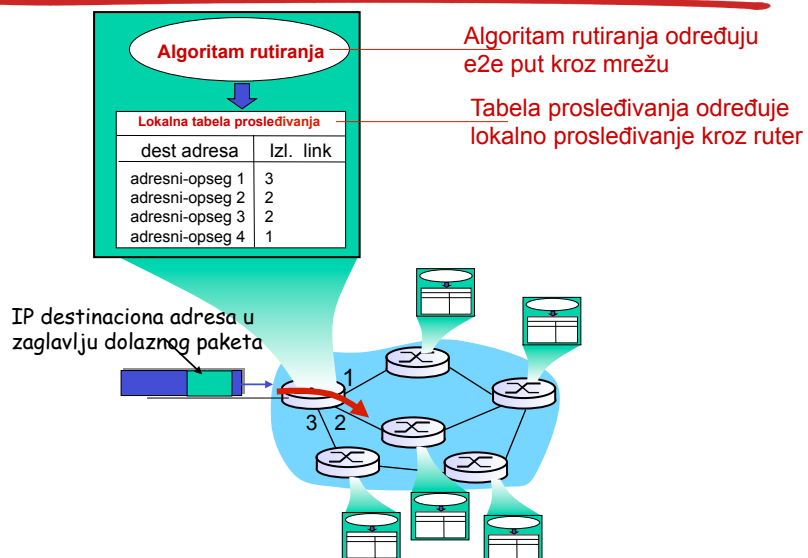 Algoritam rutiranja
Algoritam rutiranja određuju
e2e put kroz mrežu
Lokalna tabela prosleđivanja
Tabela prosleđivanja određuje
lokalno prosleđivanje kroz ruter
dest adresa Izl. link
adresni-opseg 1 3
adresni-opseg 2 2
adresni-opseg 3 2
adresni-opseg 4 1
IP destinaciona adresa u
zaglavlju dolaznog paketa
1
3 2